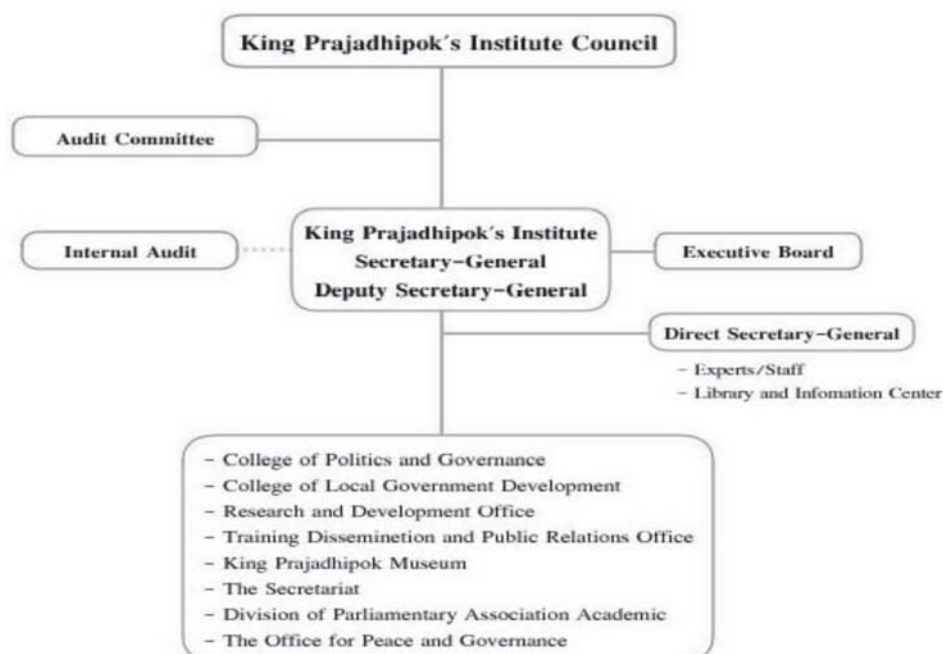 King Prajadhipok's Institute Council
Audit Committee
Internal Audit
King Prajadhipok's Institute
Secretary-General
Deputy Secretary-General
Executive Board
Direct Secretary-General
- Experts/Staff
- Library and Infomation Center
- College of Politics and Governance
- College of Local Government Development
- Research and Development Office
- Training Dissemination and Public Relations Office
- King Prajadhipok Museum
- The Secretariat
- Division of Parliamentary Association Academic
- The Office for Peace and Governance